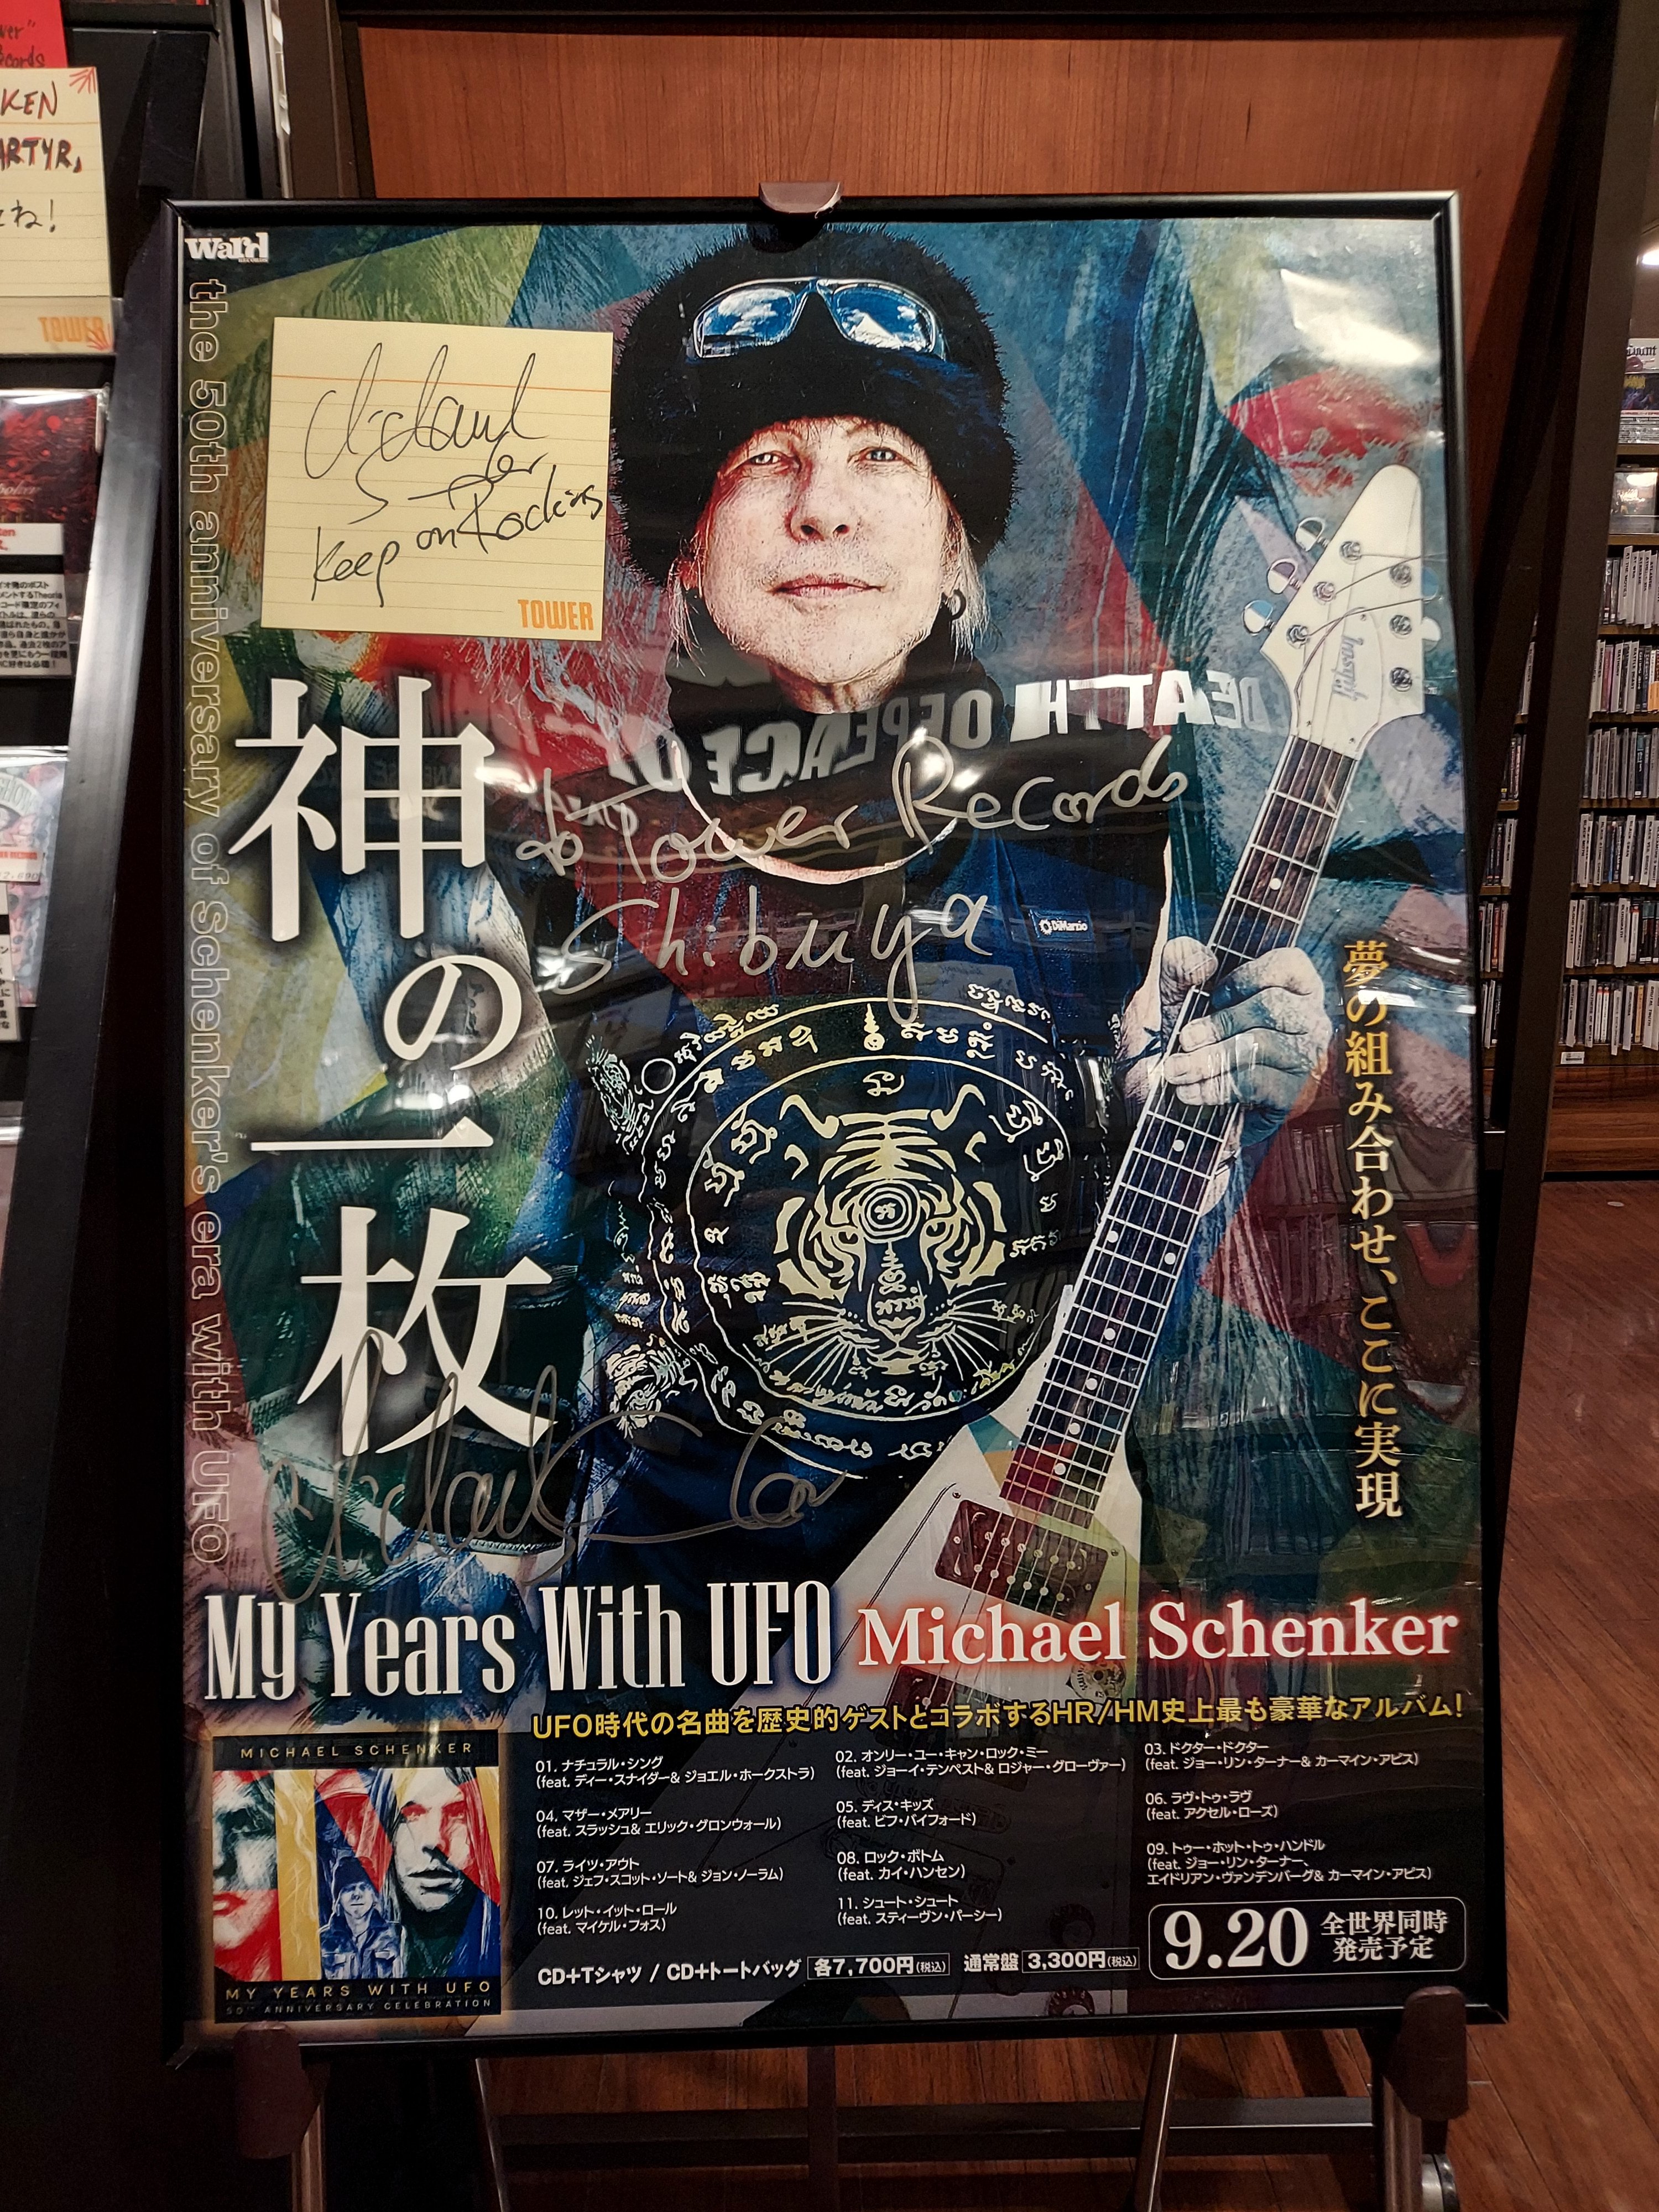 KEN
ARTYR,
てね!
TOWER
Ward
the 50th anniversary of Schenker's era with UFO
Keep on Rocking
TOWER
神の一枚
to Tower Records
Shibuya
DiMarzio
夢の組み合わせ、ここに実現
My Years With UFO Michael Schenker
UFO時代の名曲を歴史的ゲストとコラボするHR/HM史上最も豪華なアルバム!
01. ナチュラル・シング
(feat. ディー・スナイダー& ジョエル・ホークストラ)
02. オンリー・ユー・キャン・ロック・ミー
(feat. ジョーイ・テンペスト& ロジャー・グローヴァー)
03. ドクター・ドクター
(feat. ジョー・リン・ターナー& カーマイン・アピス)
04. マザー・メアリー
(feat. スラッシュ& エリック・グロンウォール)
05. ディス・キッズ
(feat. ビフ・バイフォード)
06. ラヴ・トゥ・ラヴ
(feat. アクセル・ローズ)
07. ライツ・アウト
(feat. ジェフ・スコット・ソート& ジョン・ノーラム)
08. ロック・ボトム
(feat. カイ・ハンセン)
09. トゥー・ホット・トゥ・ハンドル
(feat. ジョー・リン・ターナー、
エイドリアン・ヴァンデンバーグ& カーマイン・アピス)
10. レット・イット・ロール
(feat. マイケル・フォス)
11. シュート・シュート
(feat. スティーヴン・パーシー)
CD+Tシャツ / CD+トートバッグ 各7,700円(税込) 通常盤 3,300円(税込)
9.20 全世界同時
発売予定
MICHAEL SCHENKER
MY YEARS WITH UFO
50TH ANNIVERSARY CELEBRATION